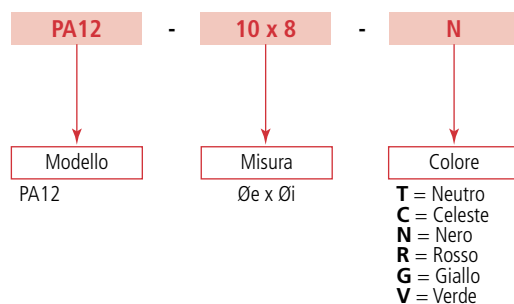 PA12 - 10 x 8 - N
Modello Misura Colore
PA12 Øe x Øi
T = Neutro
C = Celeste
N = Nero
R = Rosso
G = Giallo
V = Verde